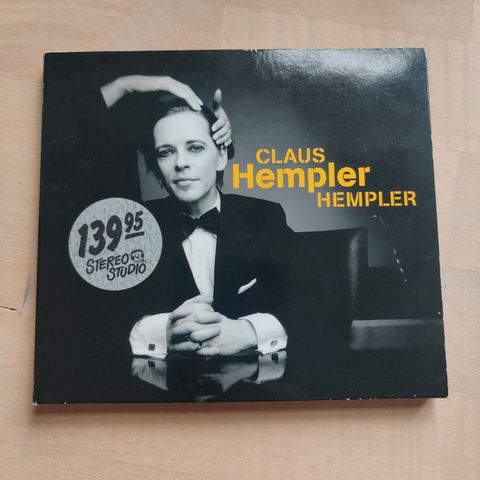 CLAUS
Hempler
HEMPLER
139 95
STEREO
STUDIO